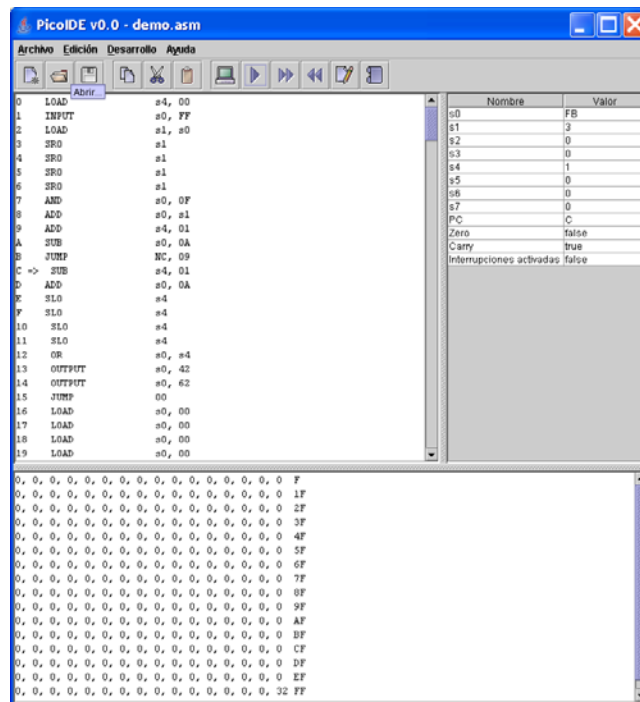 PicoIDE v0.0 - demo.asm
Archivo Edición Desarrollo Ayuda
Abrir...
0 LOAD s4, 00
1 INPUT s0, FF
2 LOAD s1, s0
3 SR0 s1
4 SR0 s1
5 SR0 s1
6 SR0 s1
7 AND s0, 0F
8 ADD s0, s1
9 ADD s4, 01
A SUB s0, 0A
B JUMP NC, 09
C => SUB s4, 01
D ADD s0, 0A
E SL0 s4
F SL0 s4
10 SL0 s4
11 SL0 s4
12 OR s0, s4
13 OUTPUT s0, 42
14 OUTPUT s0, 62
15 JUMP 00
16 LOAD s0, 00
17 LOAD s0, 00
18 LOAD s0, 00
19 LOAD s0, 00
Nombre Valor
s0 FB
s1 3
s2 0
s3 0
s4 1
s5 0
s6 0
s7 0
PC C
Zero false
Carry true
Interrupciones activadas false
0, 0, 0, 0, 0, 0, 0, 0, 0, 0, 0, 0, 0, 0, 0, 0 F
0, 0, 0, 0, 0, 0, 0, 0, 0, 0, 0, 0, 0, 0, 0, 0 1F
0, 0, 0, 0, 0, 0, 0, 0, 0, 0, 0, 0, 0, 0, 0, 0 2F
0, 0, 0, 0, 0, 0, 0, 0, 0, 0, 0, 0, 0, 0, 0, 0 3F
0, 0, 0, 0, 0, 0, 0, 0, 0, 0, 0, 0, 0, 0, 0, 0 4F
0, 0, 0, 0, 0, 0, 0, 0, 0, 0, 0, 0, 0, 0, 0, 0 5F
0, 0, 0, 0, 0, 0, 0, 0, 0, 0, 0, 0, 0, 0, 0, 0 6F
0, 0, 0, 0, 0, 0, 0, 0, 0, 0, 0, 0, 0, 0, 0, 0 7F
0, 0, 0, 0, 0, 0, 0, 0, 0, 0, 0, 0, 0, 0, 0, 0 8F
0, 0, 0, 0, 0, 0, 0, 0, 0, 0, 0, 0, 0, 0, 0, 0 9F
0, 0, 0, 0, 0, 0, 0, 0, 0, 0, 0, 0, 0, 0, 0, 0 AF
0, 0, 0, 0, 0, 0, 0, 0, 0, 0, 0, 0, 0, 0, 0, 0 BF
0, 0, 0, 0, 0, 0, 0, 0, 0, 0, 0, 0, 0, 0, 0, 0 CF
0, 0, 0, 0, 0, 0, 0, 0, 0, 0, 0, 0, 0, 0, 0, 0 DF
0, 0, 0, 0, 0, 0, 0, 0, 0, 0, 0, 0, 0, 0, 0, 0 EF
0, 0, 0, 0, 0, 0, 0, 0, 0, 0, 0, 0, 0, 0, 0, 32 FF